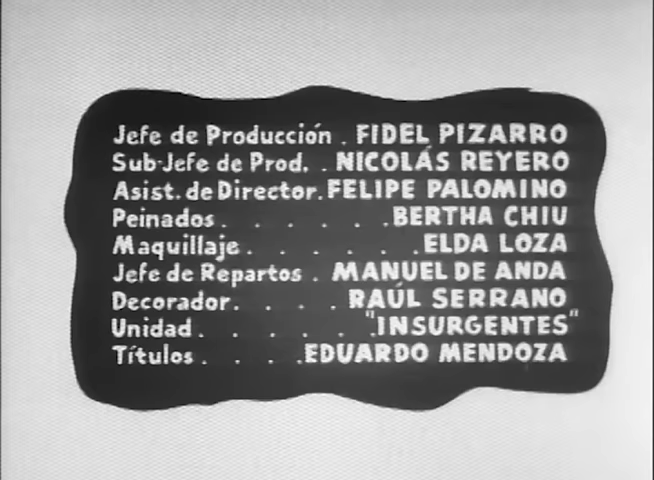 Jefe de Producción . FIDEL PIZARRO
Sub-Jefe de Prod. . NICOLÁS REYERO
Asist. de Director. FELIPE PALOMINO
Peinados . . . . . . BERTHA CHIU
Maquillaje . . . . . . ELDA LOZA
Jefe de Repartos . MANUEL DE ANDA
Decorador. . . . . RAÚL SERRANO
Unidad . . . . . . "INSURGENTES"
Títulos . . . . EDUARDO MENDOZA